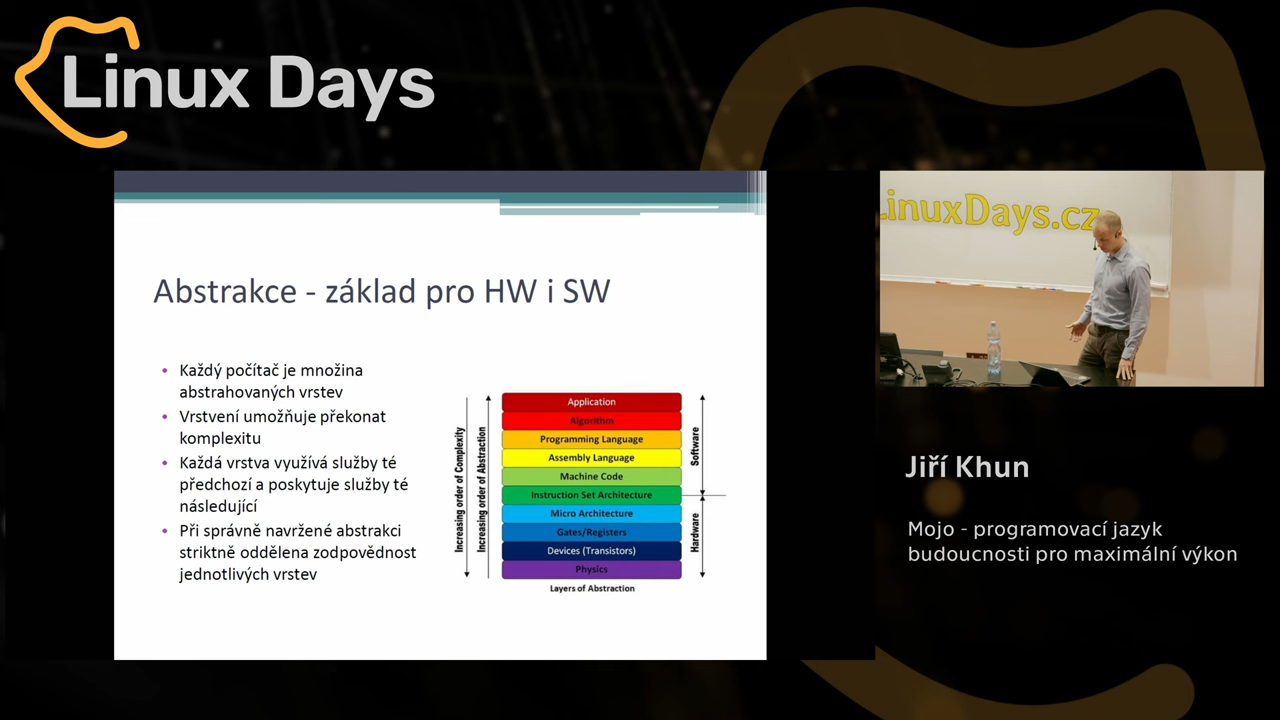 Linux Days
LinuxDays.cz
Abstrakce - základ pro HW i SW
• Každý počítač je množina
abstrahovaných vrstev
• Vrstvení umožňuje překonat
komplexitu
• Každá vrstva využívá služby té
předchozí a poskytuje služby té
následující
• Při správně navržené abstrakci
striktně oddělena zodpovědnost
jednotlivých vrstev
Increasing order of Complexity
Increasing order of Abstraction
Application
Algorithm
Programming Language
Assembly Language
Machine Code
Instruction Set Architecture
Micro Architecture
Gates/Registers
Devices (Transistors)
Physics
Software
Hardware
Layers of Abstraction
Jiří Khun
Mojo - programovací jazyk
budoucnosti pro maximální výkon